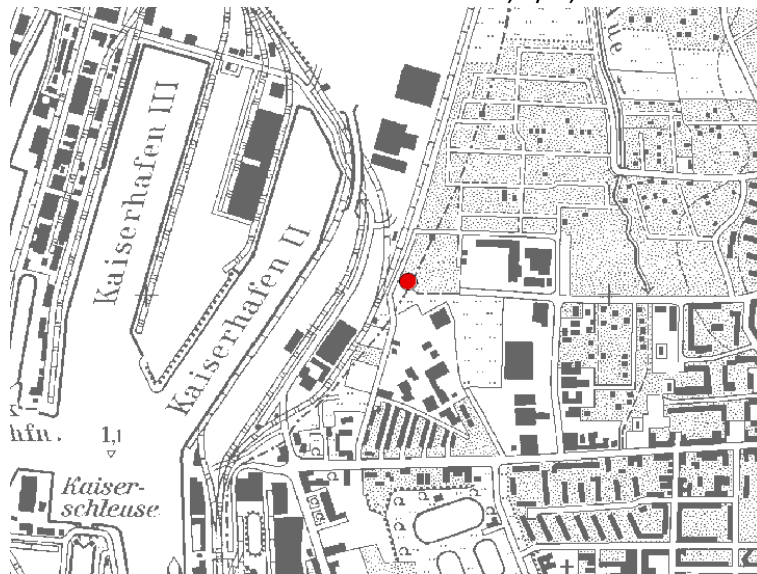 Kaiserhafen III
Kaiserhafen II
hfn.
1,1
Kaiser-
schleuse